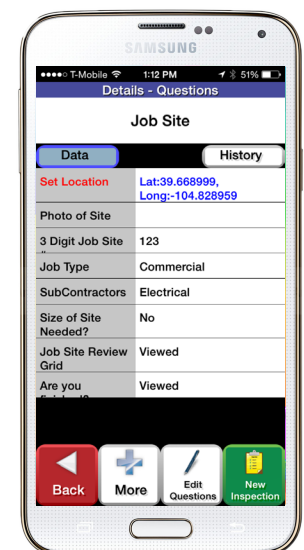 SAMSUNG
T-Mobile 1:12 PM 51%
Details - Questions
Job Site
Data History
Set Location Lat:39.668999,
Long:-104.828959
Photo of Site
3 Digit Job Site 123
Job Type Commercial
SubContractors Electrical
Size of Site No
Needed?
Job Site Review Viewed
Grid
Are you Viewed
Back More Edit New
Questions Inspection